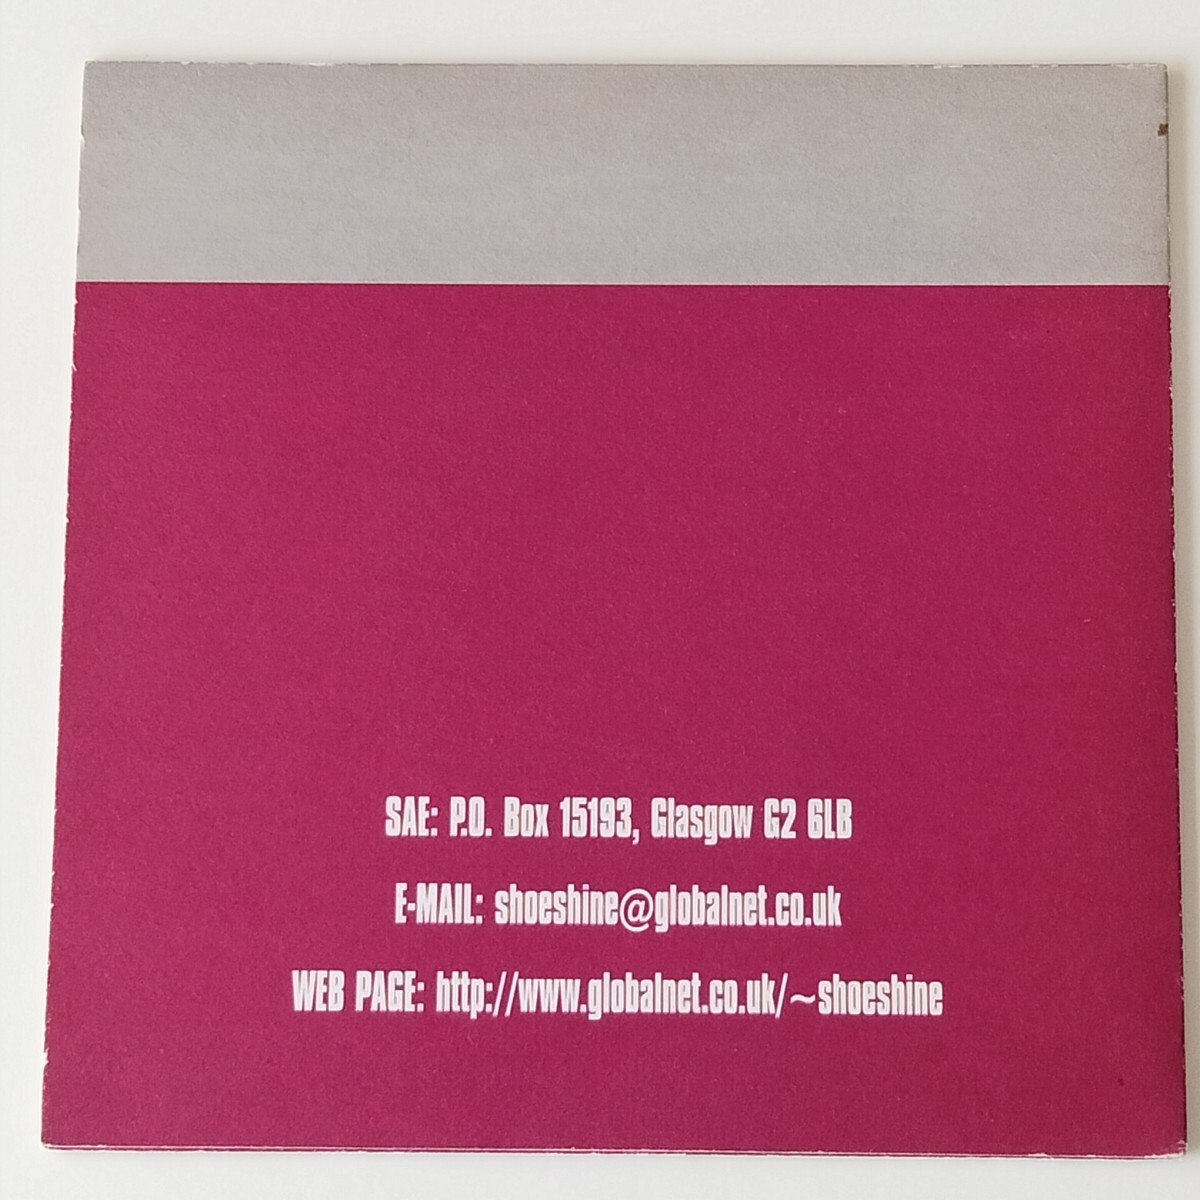 SAE: P.O. Box 15193, Glasgow G2 6LB
E-MAIL: shoeshine@globalnet.co.uk
WEB PAGE: http://www.globalnet.co.uk/~shoeshine